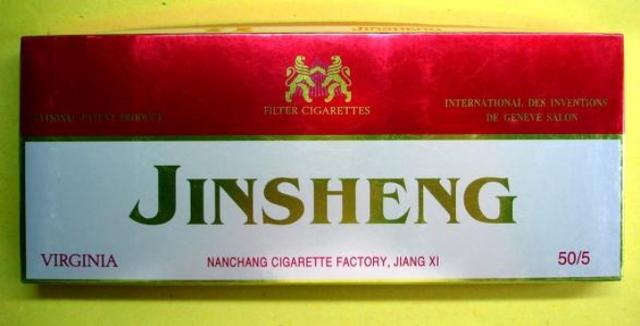 JINSHENG
FILTER CIGARETTES
NATIONAL PATENT PRODUCT
INTERNATIONAL DES INVENTIONS
DE GENEVE SALON
JINSHENG
VIRGINIA
NANCHANG CIGARETTE FACTORY, JIANG XI
50/5